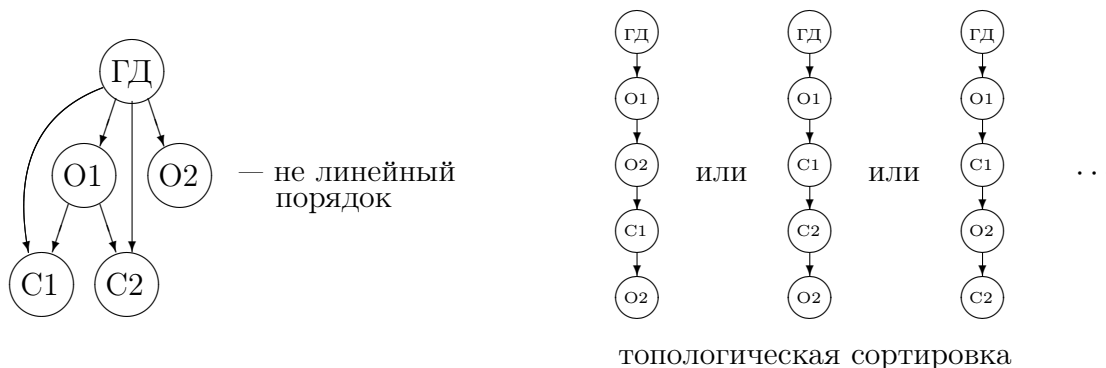 ГД
О1
О2
С1
С2
— не линейный
порядок
ГД
О1
О2
С1
О2
или
ГД
О1
С1
С2
О2
или
ГД
О1
С1
О2
С2
. .
топологическая сортировка